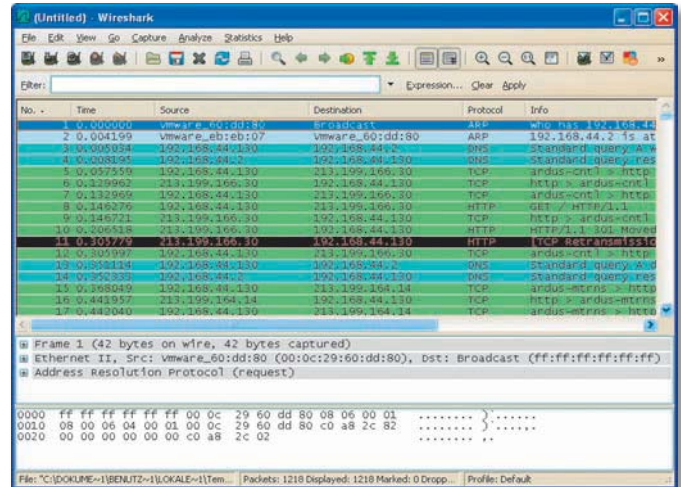 (Untitled) - Wireshark
File Edit View Go Capture Analyze Statistics Help
Filter: Expression... Clear Apply
No. . Time Source Destination Protocol Info
1 0.000000 Vmware_60:dd:80 Broadcast ARP who has 192.168.44
2 0.004199 Vmware_eb:eb:07 Vmware_60:dd:80 ARP 192.168.44.2 is at
3 0.005034 192.168.44.130 192.168.44.2 DNS Standard query A w
4 0.008195 192.168.44.2 192.168.44.130 DNS Standard query res
5 0.057559 192.168.44.130 213.199.166.30 TCP ardus-cntl > http
6 0.129962 213.199.166.30 192.168.44.130 TCP http > ardus-cntl
7 0.132969 192.168.44.130 213.199.166.30 TCP ardus-cntl > http
8 0.146276 192.168.44.130 213.199.166.30 HTTP GET / HTTP/1.1
9 0.146721 213.199.166.30 192.168.44.130 TCP http > ardus-cntl
10 0.206518 213.199.166.30 192.168.44.130 HTTP HTTP/1.1 301 Moved
11 0.305779 213.199.166.30 192.168.44.130 HTTP [TCP Retransmissio
12 0.305997 192.168.44.130 213.199.166.30 TCP ardus-cntl > http
13 192.168.44.130 192.168.44.2 DNS Standard query A
14 0.352339 192.168.44.2 192.168.44.130 DNS Standard query res
15 0.368049 192.168.44.130 213.199.164.14 TCP ardus-mtrns > http
16 0.441957 213.199.164.14 192.168.44.130 TCP http > ardus-mtrns
17 0.442040 192.168.44.130 213.199.164.14 TCP ardus-mtrns > http
Frame 1 (42 bytes on wire, 42 bytes captured)
Ethernet II, Src: Vmware_60:dd:80 (00:0c:29:60:dd:80), Dst: Broadcast (ff:ff:ff:ff:ff:ff)
Address Resolution Protocol (request)
0000 ff ff ff ff ff ff 00 0c 29 60 dd 80 08 06 00 01 ........ )`......
0010 08 00 06 04 00 01 00 0c 29 60 dd 80 c0 a8 2c 82 ........ )`....,.
0020 00 00 00 00 00 00 c0 a8 2c 02 ........ ,.
File: "C:\DOKUME~1\BENUTZ~1\LOKALE~1\Tem... Packets: 1218 Displayed: 1218 Marked: 0 Dropp... Profile: Default